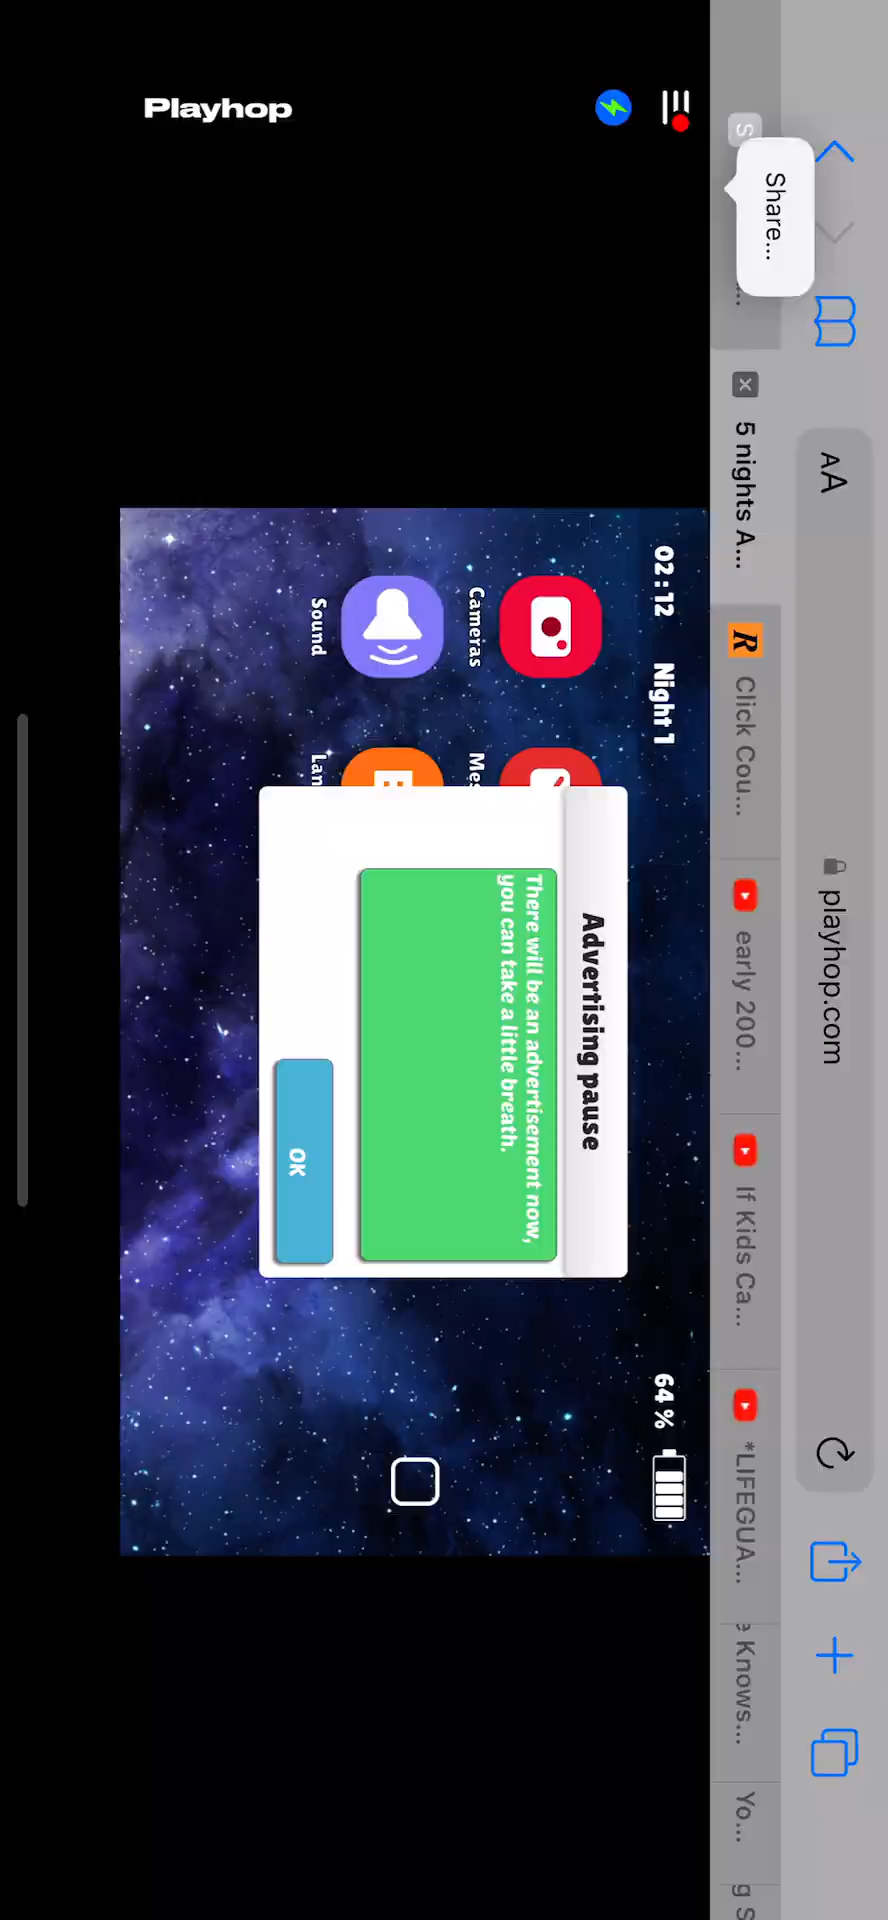 AA
playhop.com
Share...
S
...
5 nights A...
R
Click Cou...
early 200...
If Kids Ca...
*LIFEGUA...
Knows...
Yo...
g S
Playhop
02:12
Night 1
64 %
Cameras
Mes
Sound
Lan
Advertising pause
There will be an advertisement now,
you can take a little breath.
OK